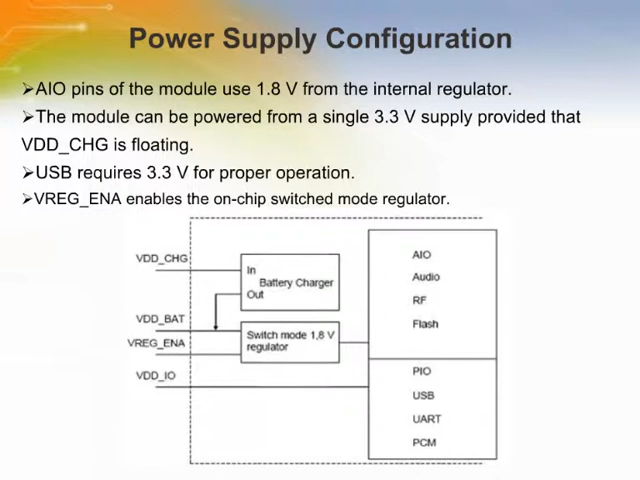 Power Supply Configuration
➢AIO pins of the module use 1.8 V from the internal regulator.
➢The module can be powered from a single 3.3 V supply provided that
VDD_CHG is floating.
➢USB requires 3.3 V for proper operation.
➢VREG_ENA enables the on-chip switched mode regulator.
VDD_CHG
In
Battery Charger
Out
VDD_BAT
VREG_ENA
Switch mode 1,8 V
regulator
VDD_IO
AIO
Audio
RF
Flash
PIO
USB
UART
PCM